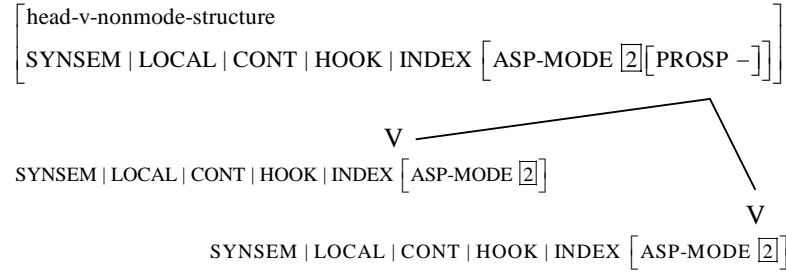 head-v-nonmode-structure
SYNSEM | LOCAL | CONT | HOOK | INDEX [ASP-MODE [2][PROSP –]]
V
SYNSEM | LOCAL | CONT | HOOK | INDEX [ASP-MODE [2]]
V
SYNSEM | LOCAL | CONT | HOOK | INDEX [ASP-MODE [2]]